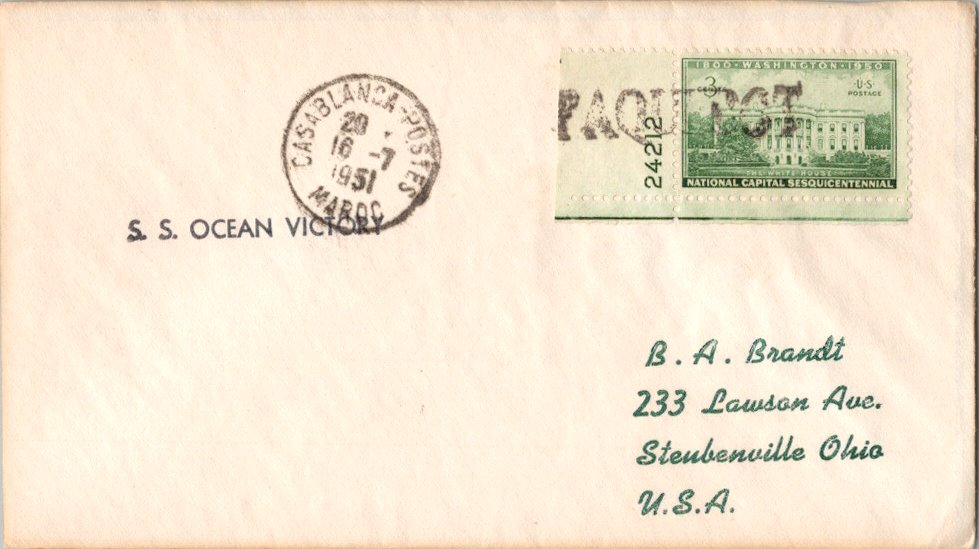 CASABLANCA-POSTES
20
16 -7
1951
MAROC
S. S. OCEAN VICTORY
PAQUEBOT
24212
1800 · WASHINGTON · 1950
3
CENTS
· U · S ·
POSTAGE
THE WHITE HOUSE
NATIONAL CAPITAL SESQUICENTENNIAL
B. A. Brandt
233 Lawson Ave.
Steubenville Ohio
U.S.A.